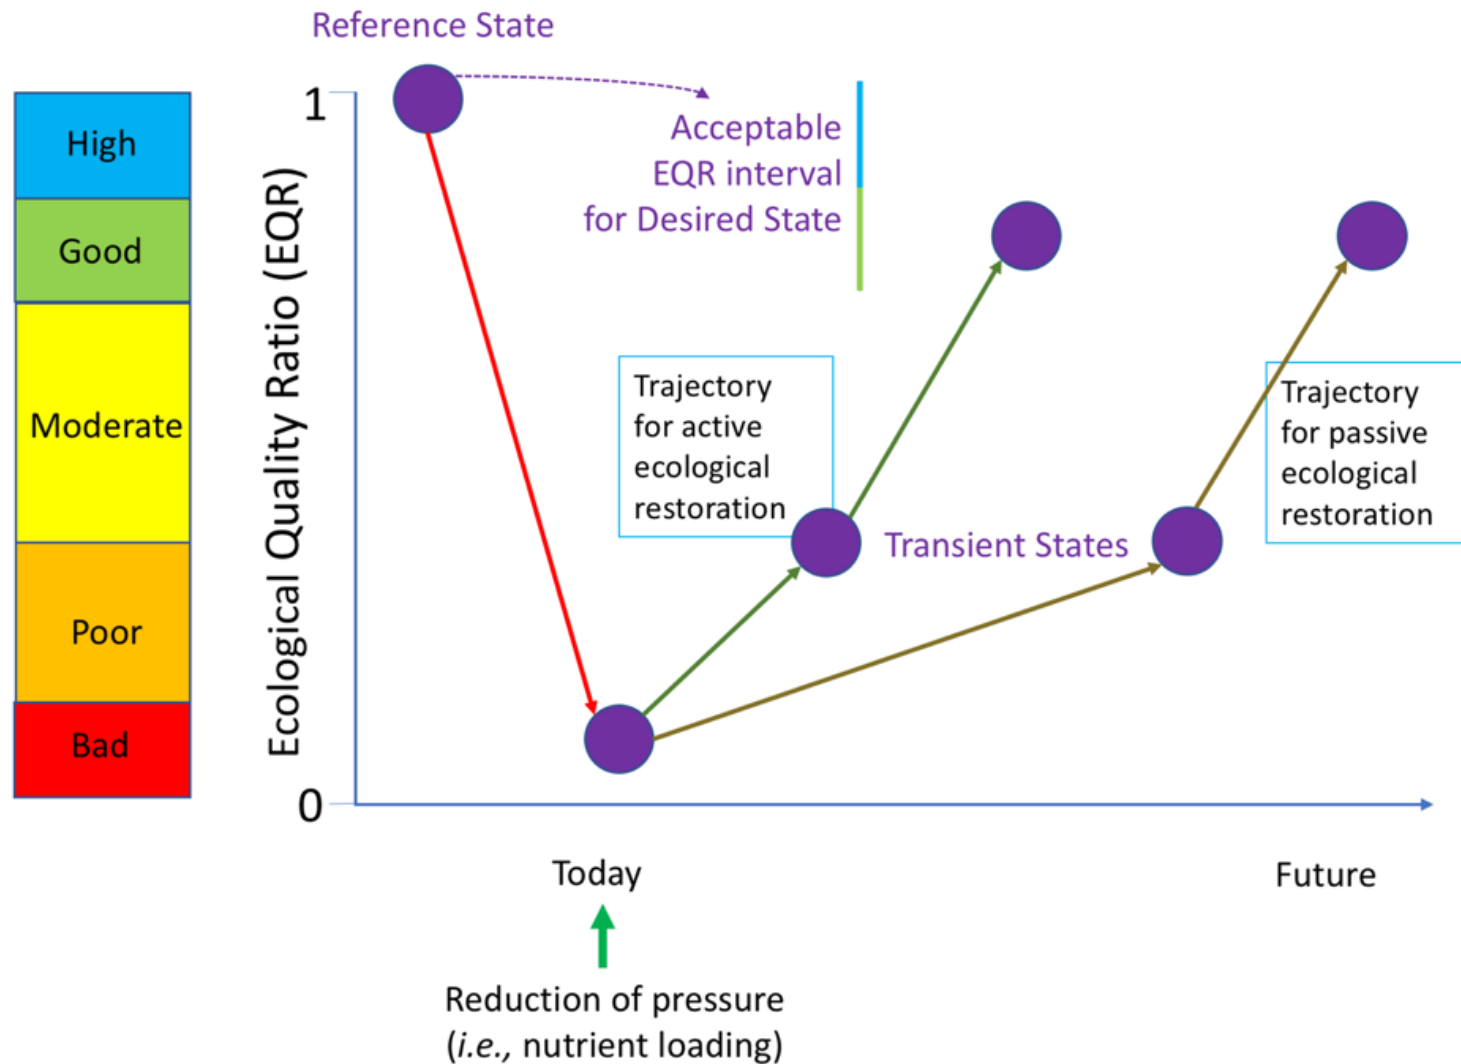 Reference State
High
Good
Moderate
Poor
Bad
Ecological Quality Ratio (EQR)
1
0
Acceptable
EQR interval
for Desired State
Trajectory
for active
ecological
restoration
Transient States
Trajectory
for passive
ecological
restoration
Today
Future
Reduction of pressure
(i.e., nutrient loading)